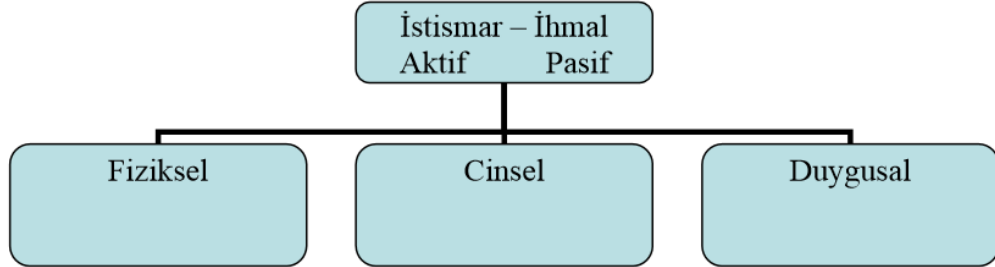 İstismar – İhmal
Aktif Pasif
Fiziksel
Cinsel
Duygusal